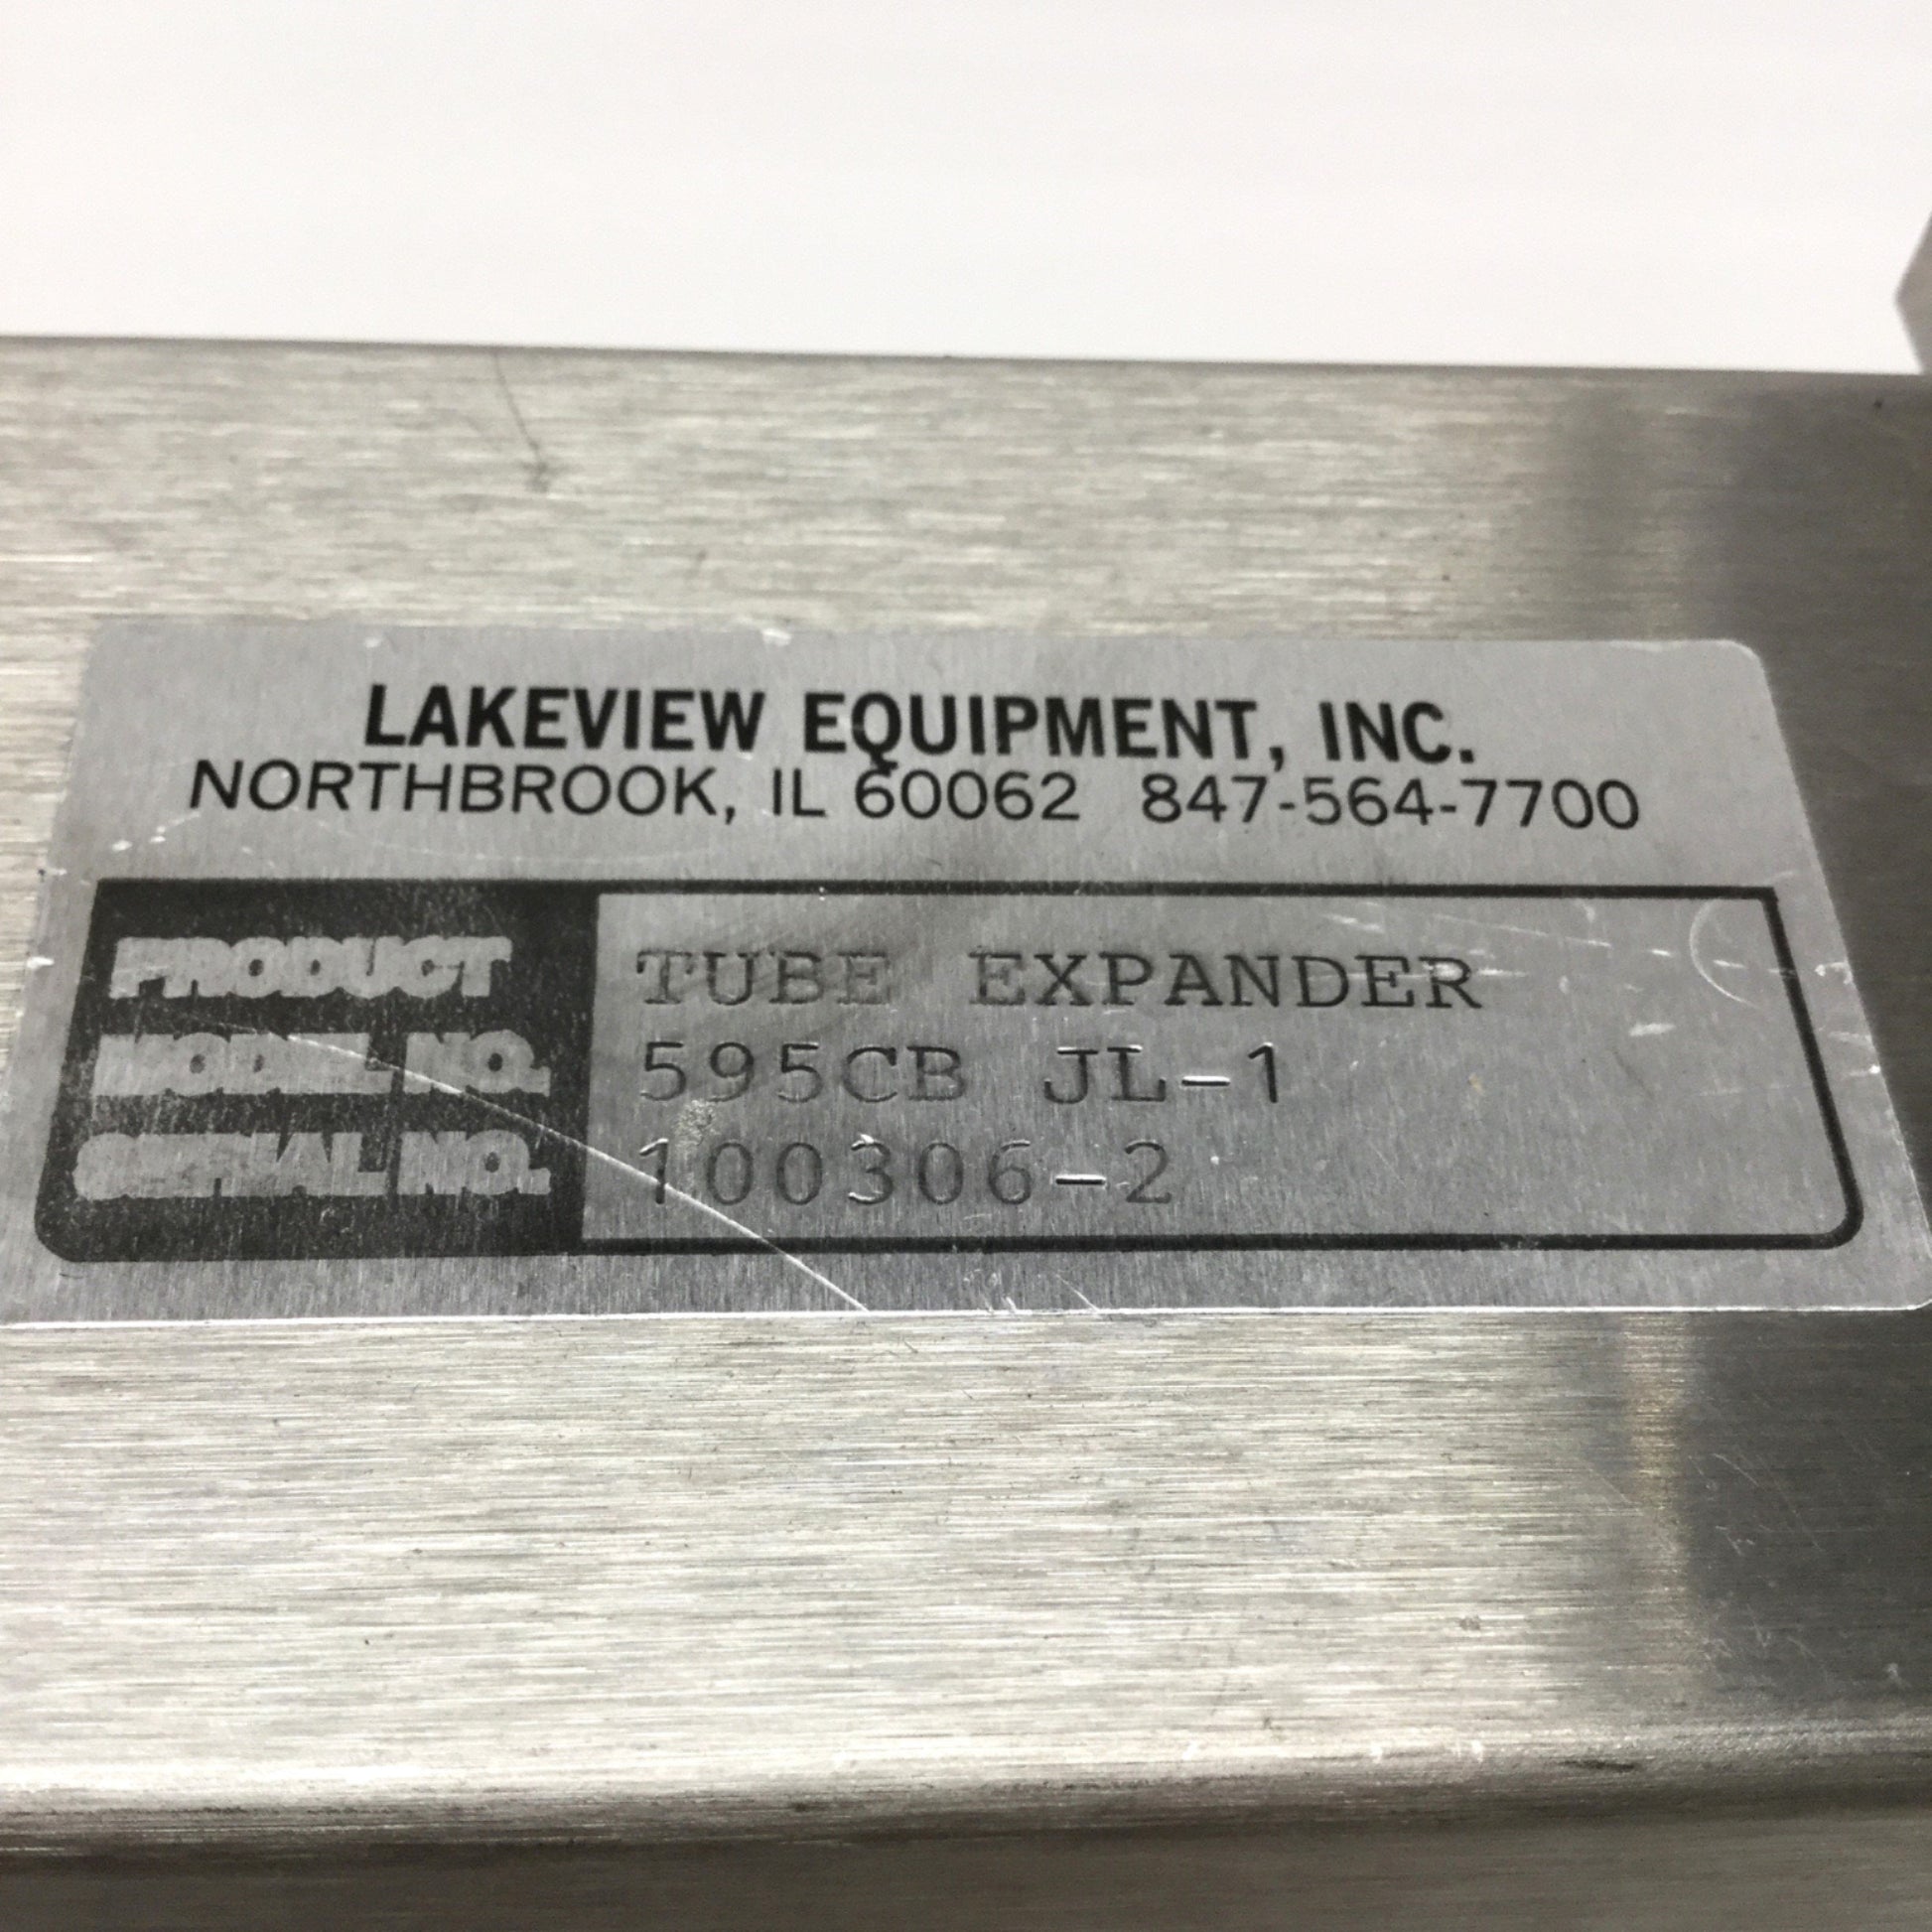 LAKEVIEW EQUIPMENT, INC.
NORTHBROOK, IL 60062 847-564-7700
PRODUCT TUBE EXPANDER
MODEL NO. 595CB JL-1
SERIAL NO. 100306-2